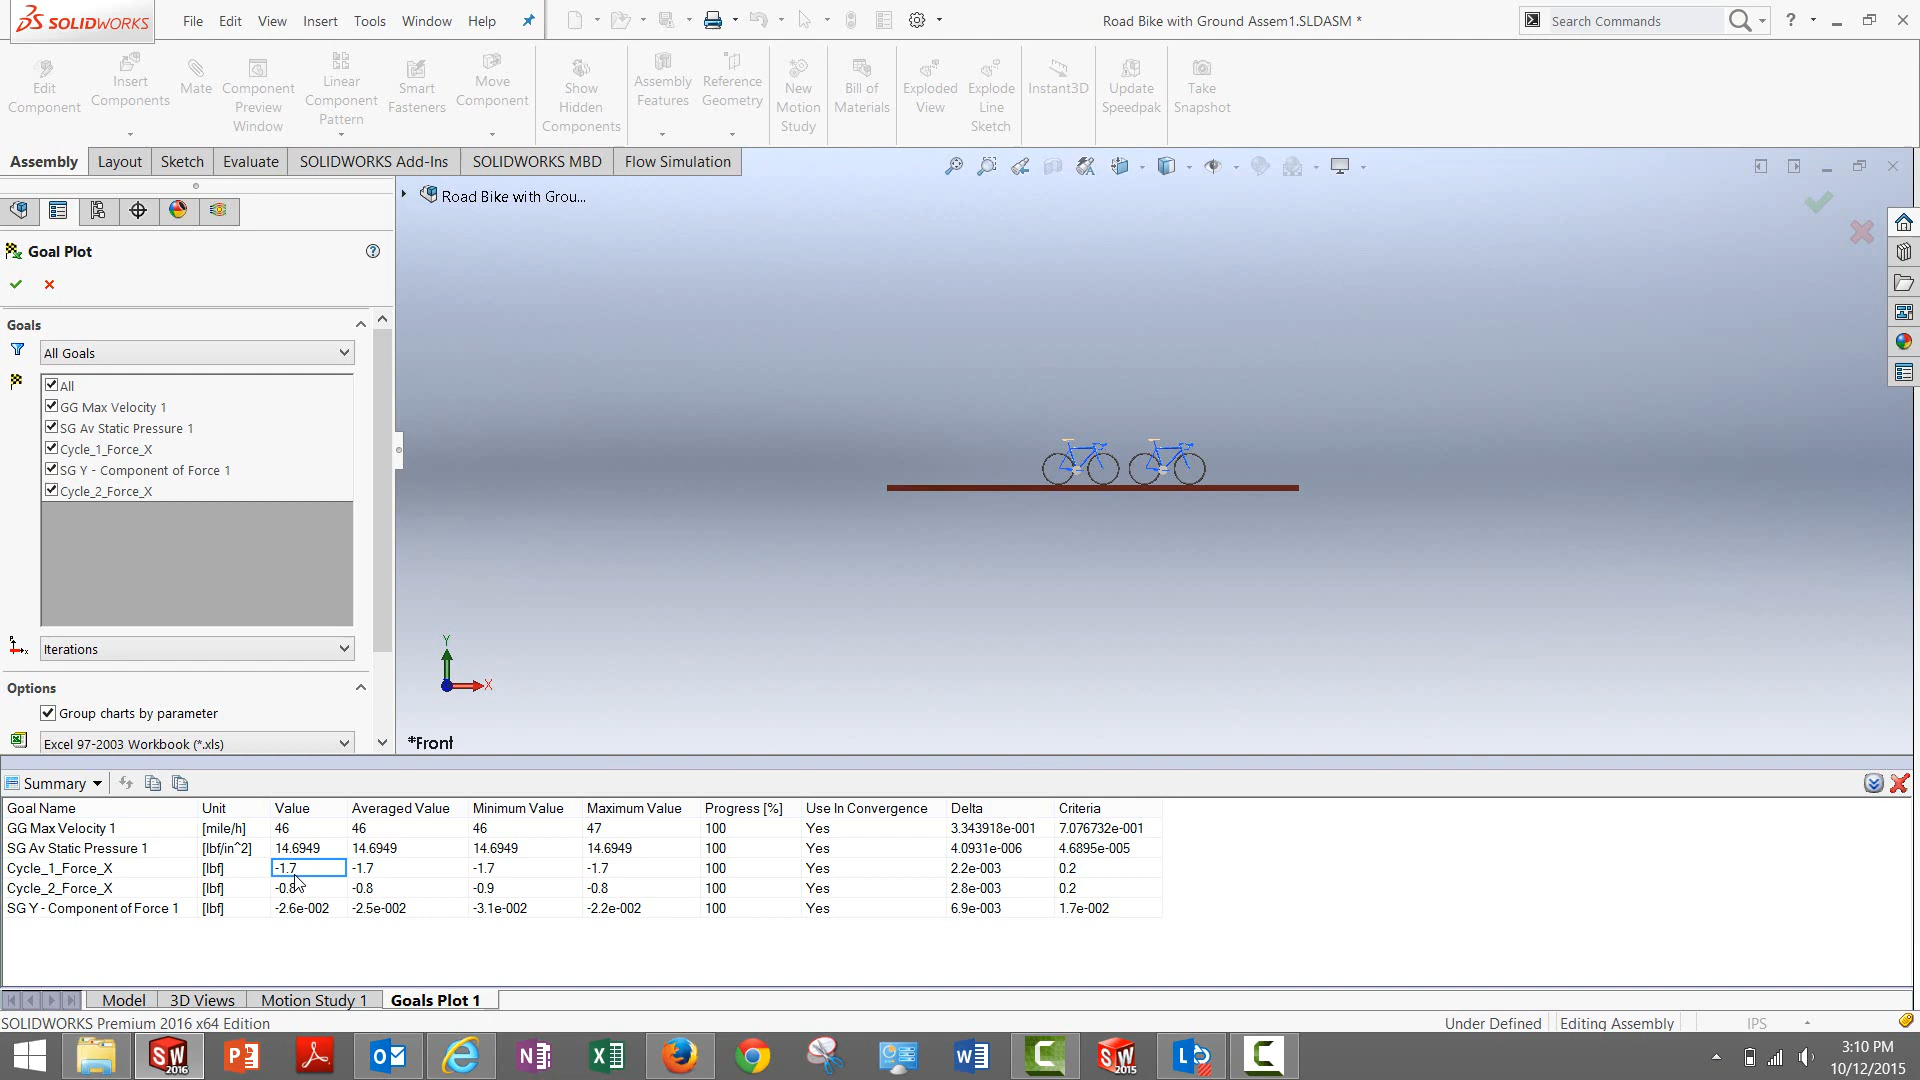 SOLIDWORKS File Edit View Insert Tools Window Help
Road Bike with Ground Assem1.SLDASM *
Search Commands
?
Edit Component
Insert Components
Mate
Component Preview Window
Linear Component Pattern
Smart Fasteners
Move Component
Show Hidden Components
Assembly Features
Reference Geometry
New Motion Study
Bill of Materials
Exploded View
Explode Line Sketch
Instant3D
Update Speedpak
Take Snapshot
Assembly Layout Sketch Evaluate SOLIDWORKS Add-Ins SOLIDWORKS MBD Flow Simulation
Road Bike with Grou...
Goal Plot
Goals
All Goals
All
GG Max Velocity 1
SG Av Static Pressure 1
Cycle_1_Force_X
SG Y - Component of Force 1
Cycle_2_Force_X
Iterations
Options
Group charts by parameter
Excel 97-2003 Workbook (*.xls)
Y
X
*Front
Summary
Goal Name Unit Value Averaged Value Minimum Value Maximum Value Progress [%] Use In Convergence Delta Criteria
GG Max Velocity 1 [mile/h] 46 46 46 47 100 Yes 3.343918e-001 7.076732e-001
SG Av Static Pressure 1 [lbf/in^2] 14.6949 14.6949 14.6949 14.6949 100 Yes 4.0931e-006 4.6895e-005
Cycle_1_Force_X [lbf] -1.7 -1.7 -1.7 -1.7 100 Yes 2.2e-003 0.2
Cycle_2_Force_X [lbf] -0.8 -0.8 -0.9 -0.8 100 Yes 2.8e-003 0.2
SG Y - Component of Force 1 [lbf] -2.6e-002 -2.5e-002 -3.1e-002 -2.2e-002 100 Yes 6.9e-003 1.7e-002
Model 3D Views Motion Study 1 Goals Plot 1
SOLIDWORKS Premium 2016 x64 Edition
Under Defined Editing Assembly IPS
SW 2016
SW 2015
3:10 PM
10/12/2015